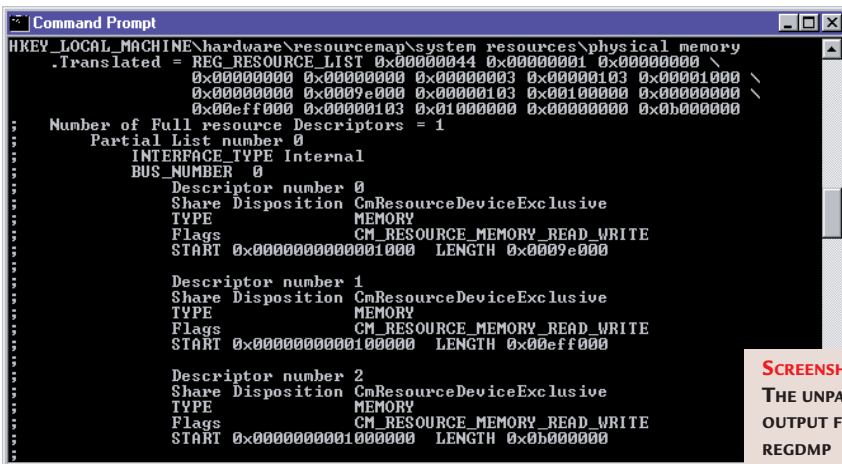 Command Prompt
HKEY_LOCAL_MACHINE\hardware\resourcemap\system resources\physical memory
.Translated = REG_RESOURCE_LIST 0x00000044 0x00000001 0x00000000 \
0x00000000 0x00000000 0x00000003 0x00000103 0x00001000 \
0x00000000 0x0009e000 0x00000103 0x00100000 0x00000000 \
0x00eff000 0x00000103 0x01000000 0x00000000 0x0b000000
; Number of Full resource Descriptors = 1
; Partial List number 0
; INTERFACE_TYPE Internal
; BUS_NUMBER 0
; Descriptor number 0
; Share Disposition CmResourceDeviceExclusive
; TYPE MEMORY
; Flags CM_RESOURCE_MEMORY_READ_WRITE
; START 0x0000000000001000 LENGTH 0x0009e000
;
; Descriptor number 1
; Share Disposition CmResourceDeviceExclusive
; TYPE MEMORY
; Flags CM_RESOURCE_MEMORY_READ_WRITE
; START 0x0000000000100000 LENGTH 0x00eff000
;
; Descriptor number 2
; Share Disposition CmResourceDeviceExclusive
; TYPE MEMORY
; Flags CM_RESOURCE_MEMORY_READ_WRITE
; START 0x0000000001000000 LENGTH 0x0b000000
;
SCREENSH
THE UNPA
OUTPUT F
REGDMP